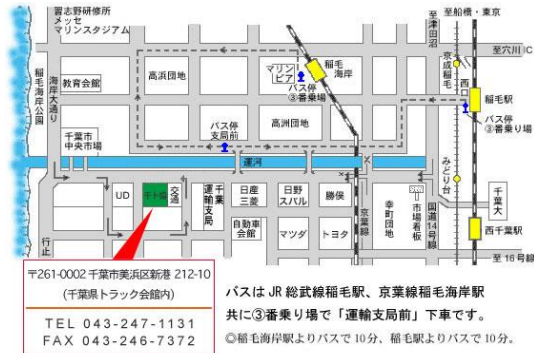 習志野研修所
メッセ
マリンスタジアム
至船橋・東京
至津田沼
至穴川IC
京成稲毛
西口
稲毛海岸公園
海岸大通り
教育会館
高浜団地
マリンピア
稲毛海岸
バス停
③番乗場
稲毛駅
バス停
③番乗り場
千葉市
中央市場
バス停
支局前
高洲団地
運河
みどり台
UD
千ト協
交通
千葉
運輸支局
日産
三菱
日野
スバル
勝俣
自動車
会館
マツダ
トヨタ
京葉線
幸町団地
市場看板
国道14号線
千葉大
西千葉駅
行止
至16号線
〒261-0002 千葉市美浜区新港 212-10
(千葉県トラック会館内)
TEL 043-247-1131
FAX 043-246-7372
バスは JR 総武線稲毛駅、京葉線稲毛海岸駅
共に③番乗り場で「運輸支局前」下車です。
◎稲毛海岸駅よりバスで10分、稲毛駅よりバスで10分。